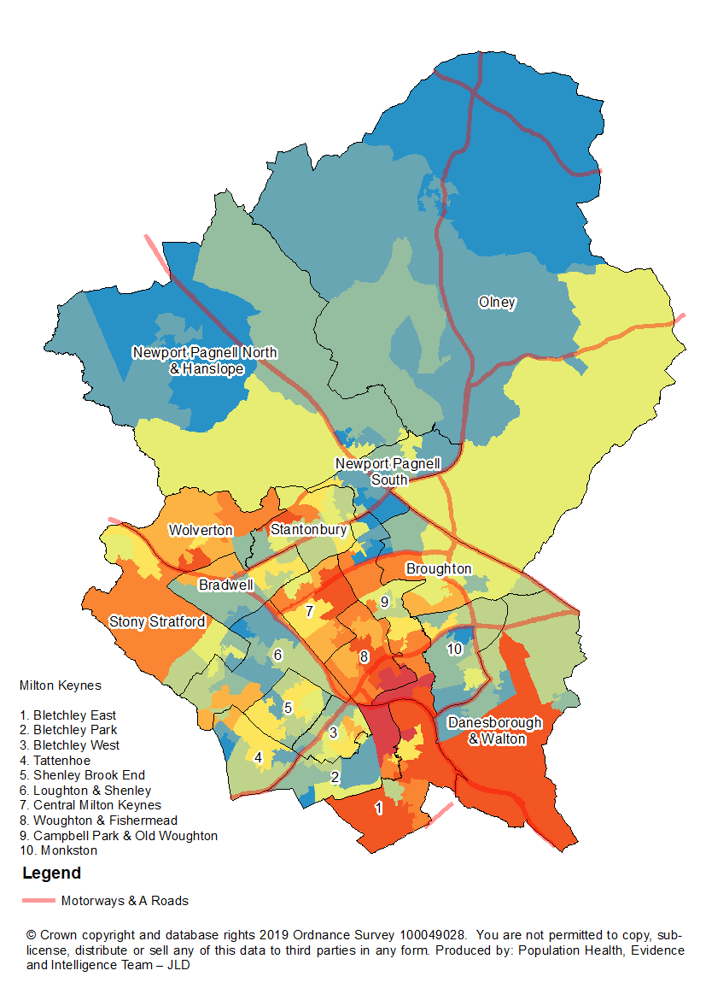 Olney
Newport Pagnell North
& Hanslope
Newport Pagnell
South
Wolverton
Stantonbury
Broughton
Bradwell
Stony Stratford
9
7
10
6
8
5
3
4
2
1
Danesborough
& Walton
Milton Keynes
1. Bletchley East
2. Bletchley Park
3. Bletchley West
4. Tattenhoe
5. Shenley Brook End
6. Loughton & Shenley
7. Central Milton Keynes
8. Woughton & Fishermead
9. Campbell Park & Old Woughton
10. Monkston
Legend
Motorways & A Roads
© Crown copyright and database rights 2019 Ordnance Survey 100049028. You are not permitted to copy, sub-
license, distribute or sell any of this data to third parties in any form. Produced by: Population Health, Evidence
and Intelligence Team – JLD